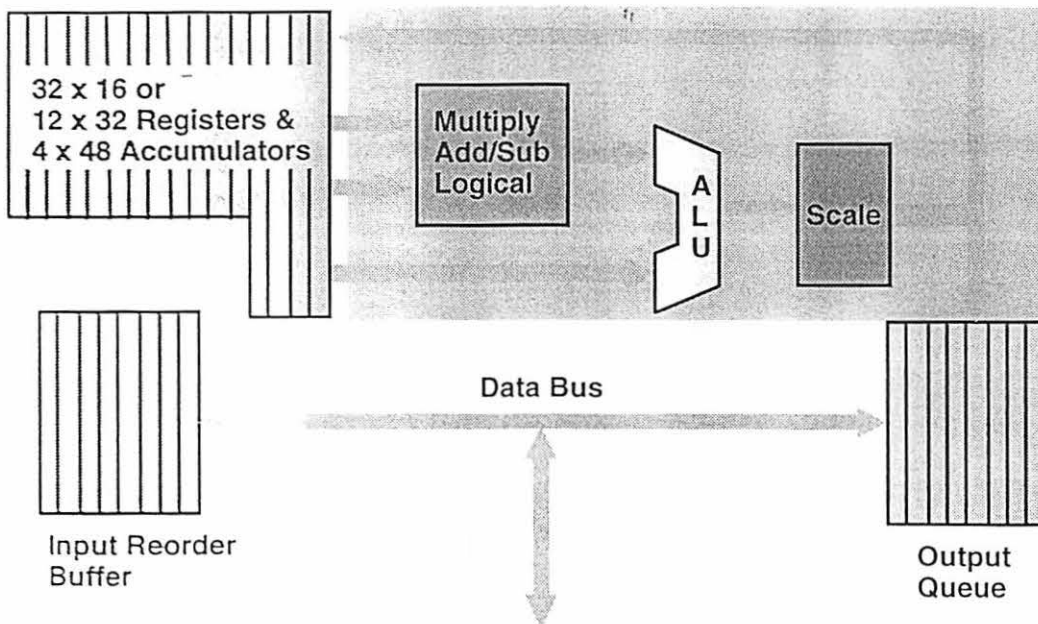 32 x 16 or
12 x 32 Registers &
4 x 48 Accumulators
Multiply
Add/Sub
Logical
A
L
U
Scale
Data Bus
Input Reorder
Buffer
Output
Queue